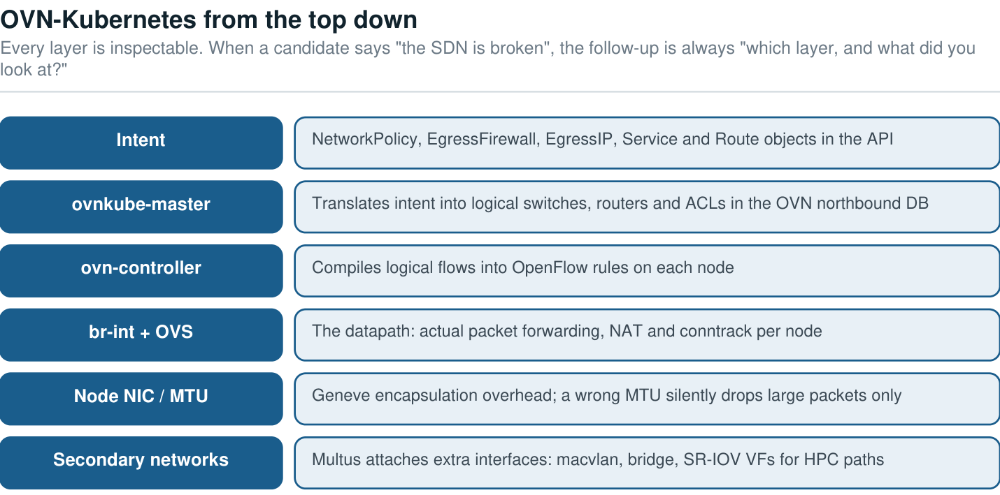 OVN-Kubernetes from the top down
Every layer is inspectable. When a candidate says "the SDN is broken", the follow-up is always "which layer, and what did you
look at?"
Intent
NetworkPolicy, EgressFirewall, EgressIP, Service and Route objects in the API
ovnkube-master
Translates intent into logical switches, routers and ACLs in the OVN northbound DB
ovn-controller
Compiles logical flows into OpenFlow rules on each node
br-int + OVS
The datapath: actual packet forwarding, NAT and conntrack per node
Node NIC / MTU
Geneve encapsulation overhead; a wrong MTU silently drops large packets only
Secondary networks
Multus attaches extra interfaces: macvlan, bridge, SR-IOV VFs for HPC paths